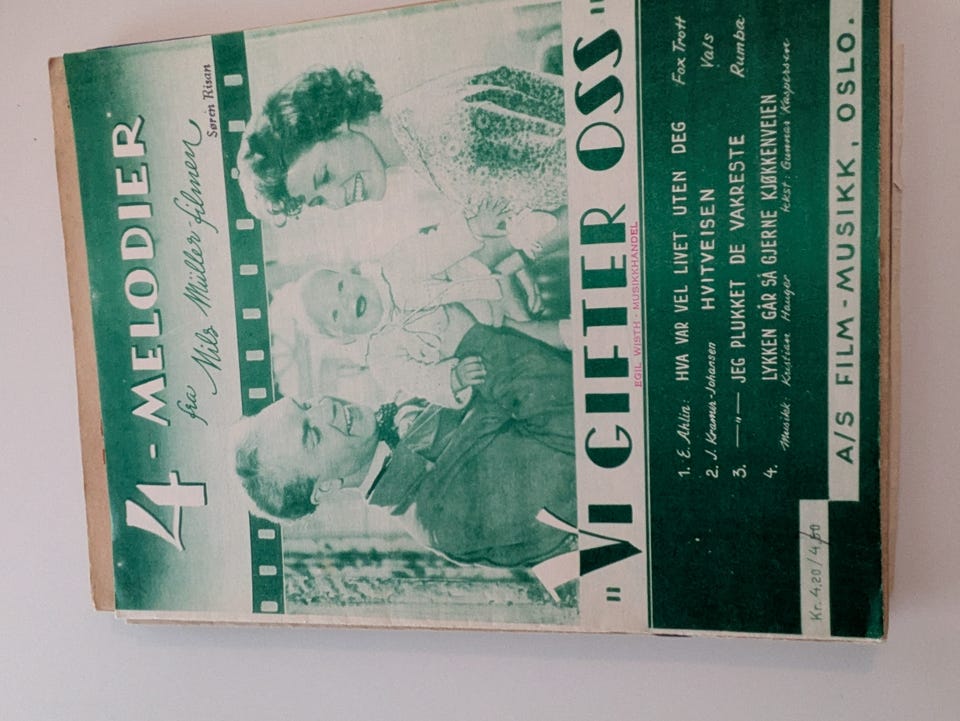 4 - MELODIER
fra Nils Müller-filmen
Søren Risan
"VI GIFTER OSS"
EGIL WISTH - MUSIKKHANDEL
1. E. Ahlin: HVA VAR VEL LIVET UTEN DEG Fox Trott
2. J. Kramer-Johansen HVITVEISEN Vals
3. —"— JEG PLUKKET DE VAKRESTE Rumba
4. LYKKEN GÅR SÅ GJERNE KJØKKENVEIEN
Musikk: Kristian Hauger tekst: Gunnar Kaspersen
Kr. 4,20/4,60
A/S FILM-MUSIKK, OSLO.